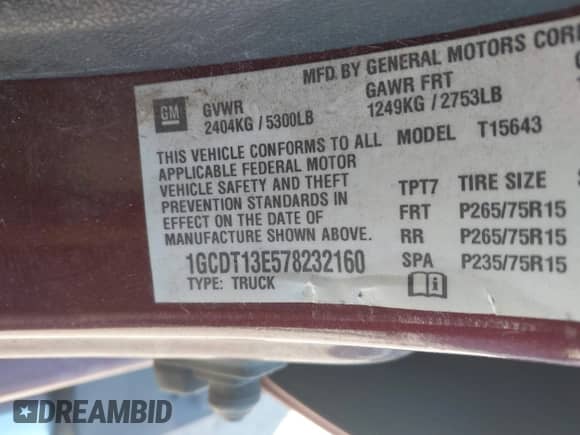 MFD BY GENERAL MOTORS CORP
GM
GVWR
2404KG / 5300LB
GAWR FRT
1249KG / 2753LB
THIS VEHICLE CONFORMS TO ALL
APPLICABLE FEDERAL MOTOR
VEHICLE SAFETY AND THEFT
PREVENTION STANDARDS IN
EFFECT ON THE DATE OF
MANUFACTURE SHOWN ABOVE.
1GCDT13E578232160
TYPE: TRUCK
MODEL T15643
TPT7 TIRE SIZE
FRT P265/75R15
RR P265/75R15
SPA P235/75R15
DREAMBID